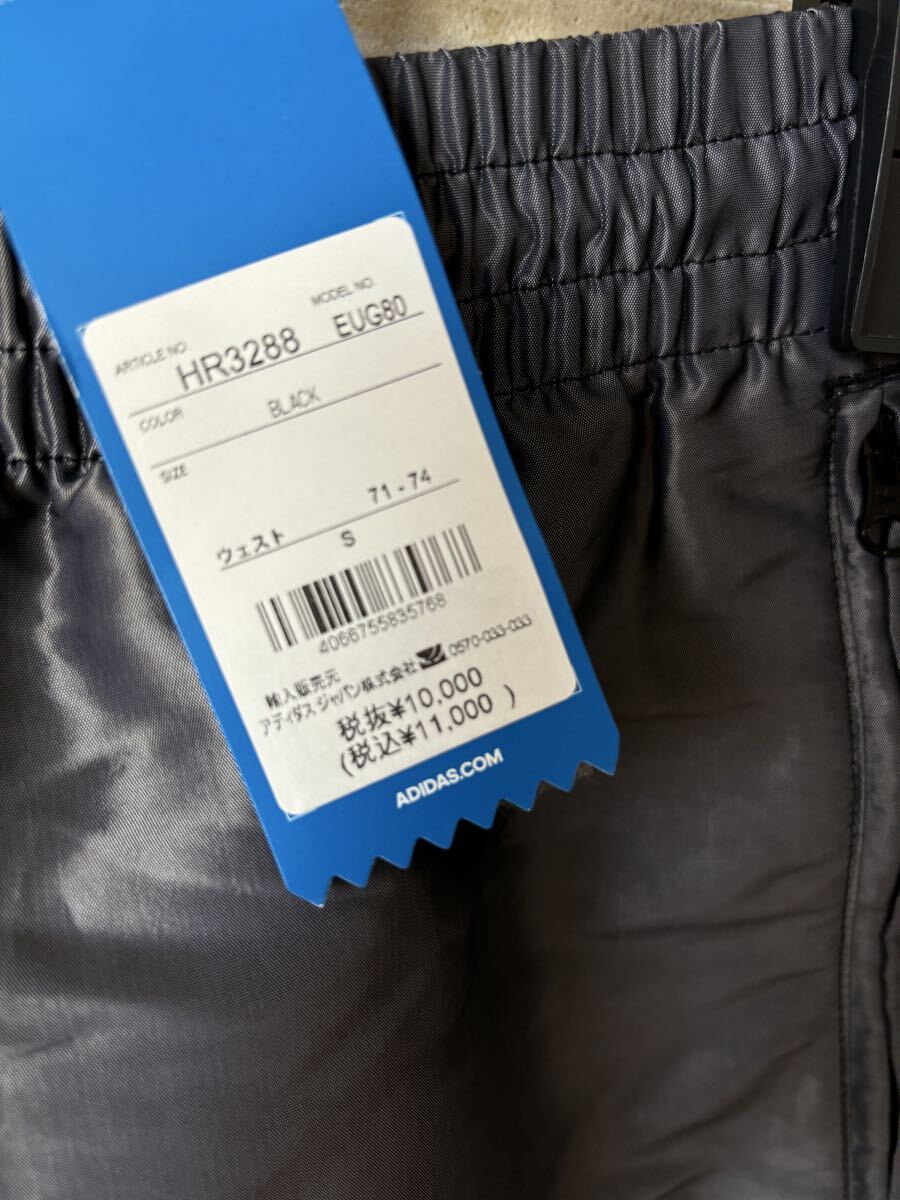 ARTICLE NO. MODEL NO.
HR3288 EUG80
COLOR BLACK
SIZE
ウェスト 71-74
S
4066755835768
輸入販売元
アディダス ジャパン株式会社 0570-033-033
税抜¥10,000
(税込¥11,000 )
ADIDAS.COM